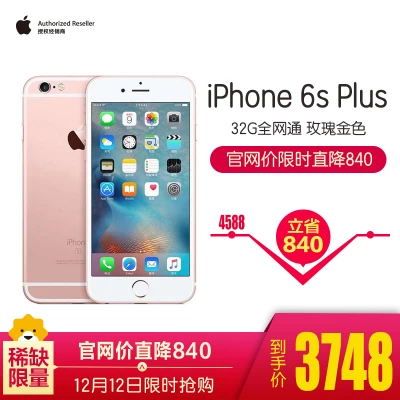 Authorized Reseller
授权经销商
iPhone 6s Plus
32G全网通 玫瑰金色
官网价限时直降840
4588
立省
840
iPhone
稀缺
限量
官网价直降840
12月12日限时抢购
到手价
3748